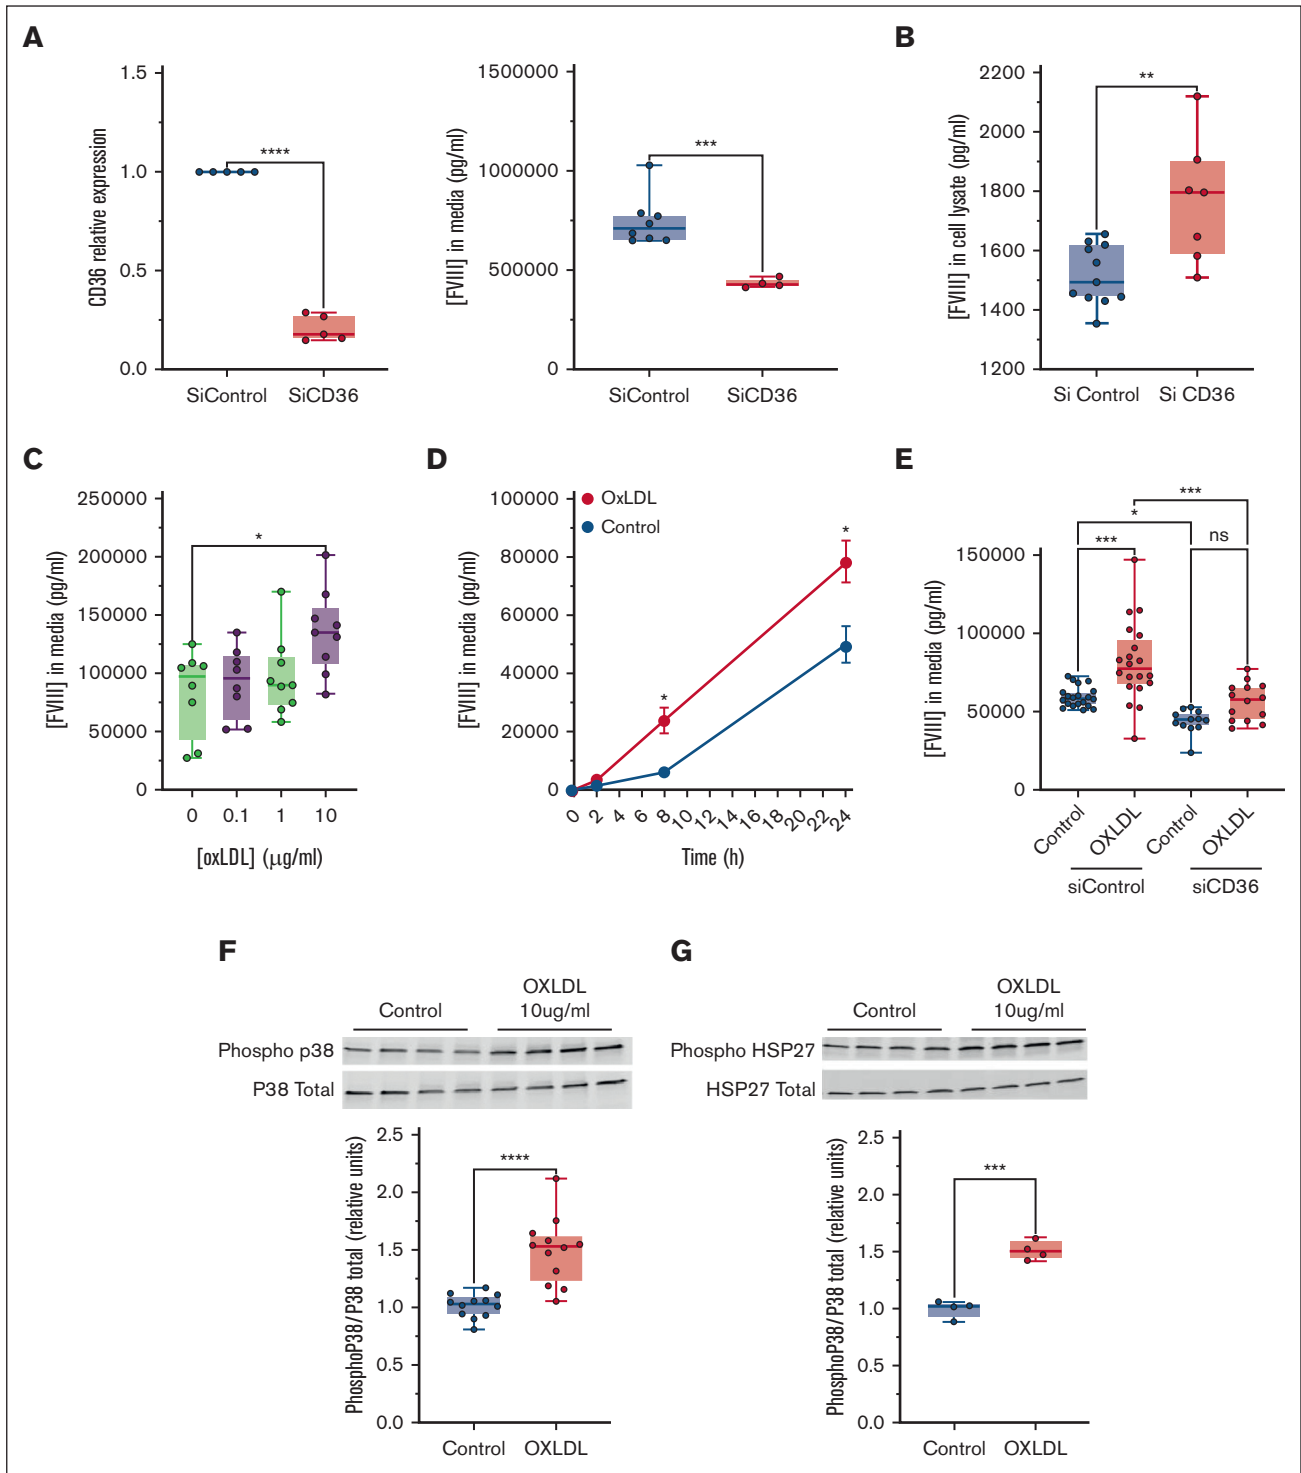 A
CD36 relative expression
1.5
1.0
0.5
0.0
****
SiControl
SiCD36
[FVIII] in media (pg/ml)
1500000
1000000
500000
0
***
SiControl
SiCD36
B
[FVIII] in cell lysate (pg/ml)
2200
2000
1800
1600
1400
1200
**
Si Control
Si CD36
C
[FVIII] in media (pg/ml)
250000
200000
150000
100000
50000
0
*
0
0.1
1
10
[oxLDL] (μg/ml)
D
[FVIII] in media (pg/ml)
100000
80000
60000
40000
20000
0
OxLDL
Control
*
*
0 2 4 6 8 10 12 14 16 18 20 22 24
Time (h)
E
[FVIII] in media (pg/ml)
150000
100000
50000
0
***
*
***
ns
Control
OXLDL
Control
OXLDL
siControl
siCD36
F
Control
OXLDL
10ug/ml
Phospho p38
P38 Total
PhosphoP38/P38 total (relative units)
2.5
2.0
1.5
1.0
0.5
0.0
****
Control
OXLDL
G
Control
OXLDL
10ug/ml
Phospho HSP27
HSP27 Total
PhosphoP38/P38 total (relative units)
2.5
2.0
1.5
1.0
0.5
0.0
***
Control
OXLDL